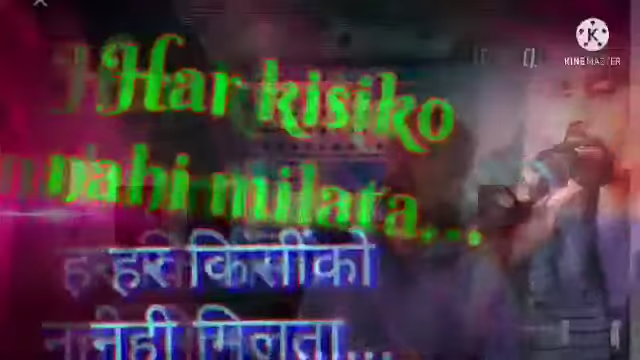 KINEMASTER
Har kisiko
nahi milata...
हर किसींको
नही मिलता...